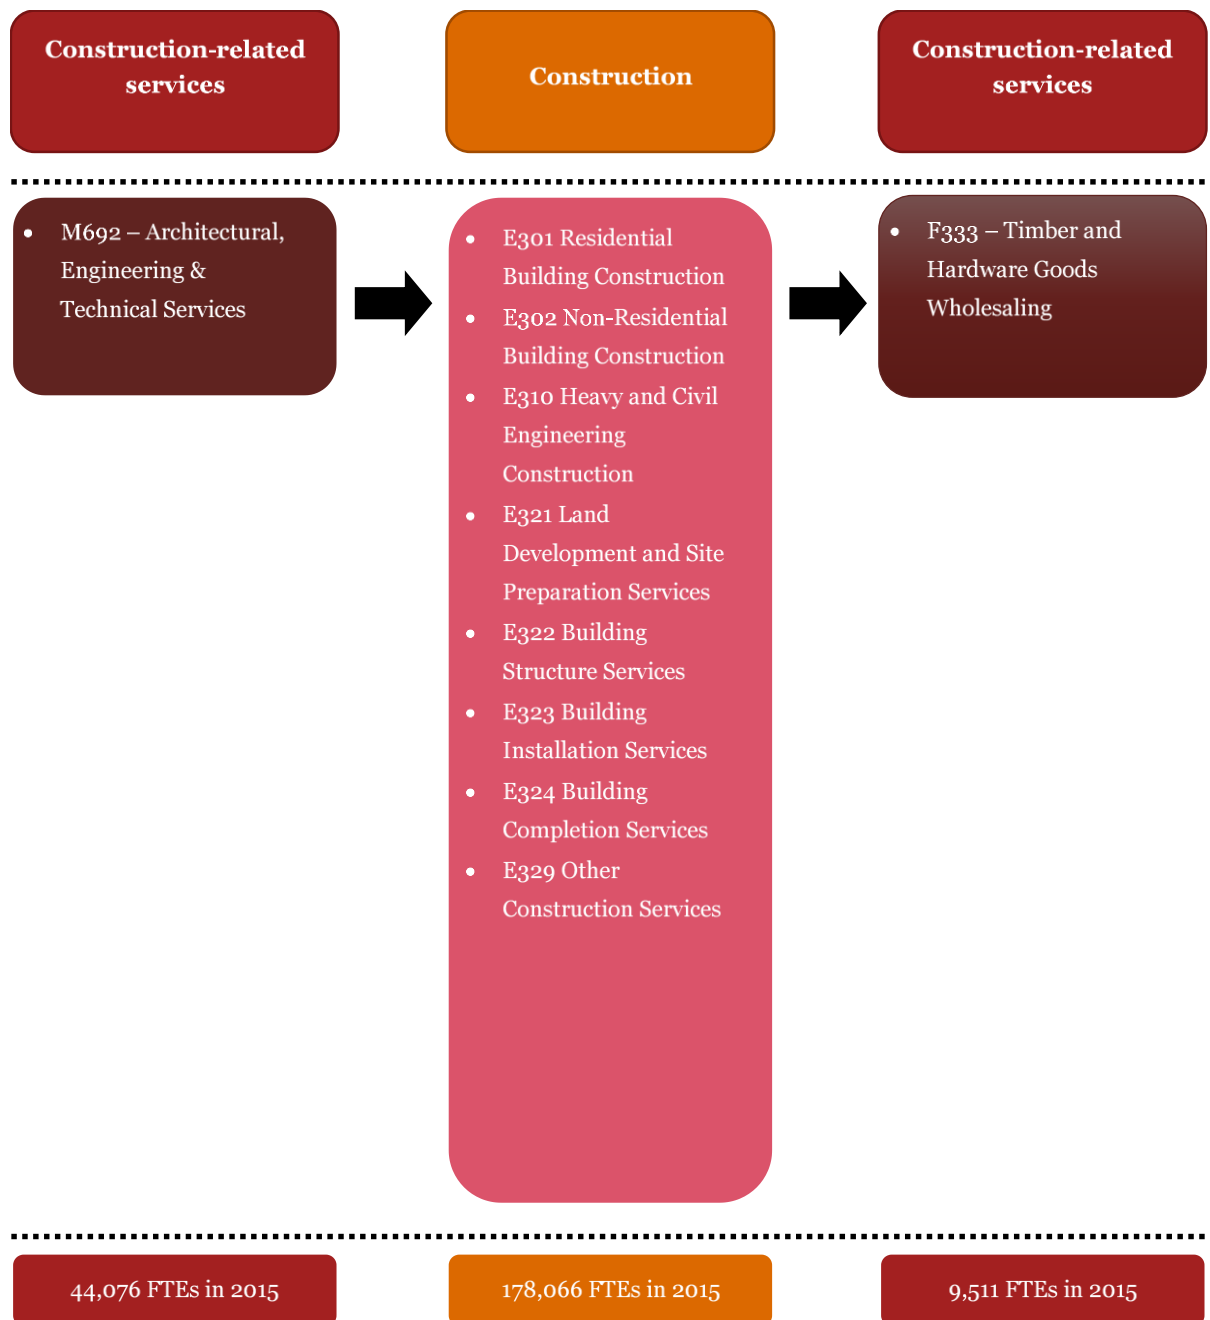 Construction-related
services
Construction
Construction-related
services
• M692 – Architectural,
Engineering &
Technical Services
• E301 Residential
Building Construction
• E302 Non-Residential
Building Construction
• E310 Heavy and Civil
Engineering
Construction
• E321 Land
Development and Site
Preparation Services
• E322 Building
Structure Services
• E323 Building
Installation Services
• E324 Building
Completion Services
• E329 Other
Construction Services
• F333 – Timber and
Hardware Goods
Wholesaling
44,076 FTEs in 2015
178,066 FTEs in 2015
9,511 FTEs in 2015